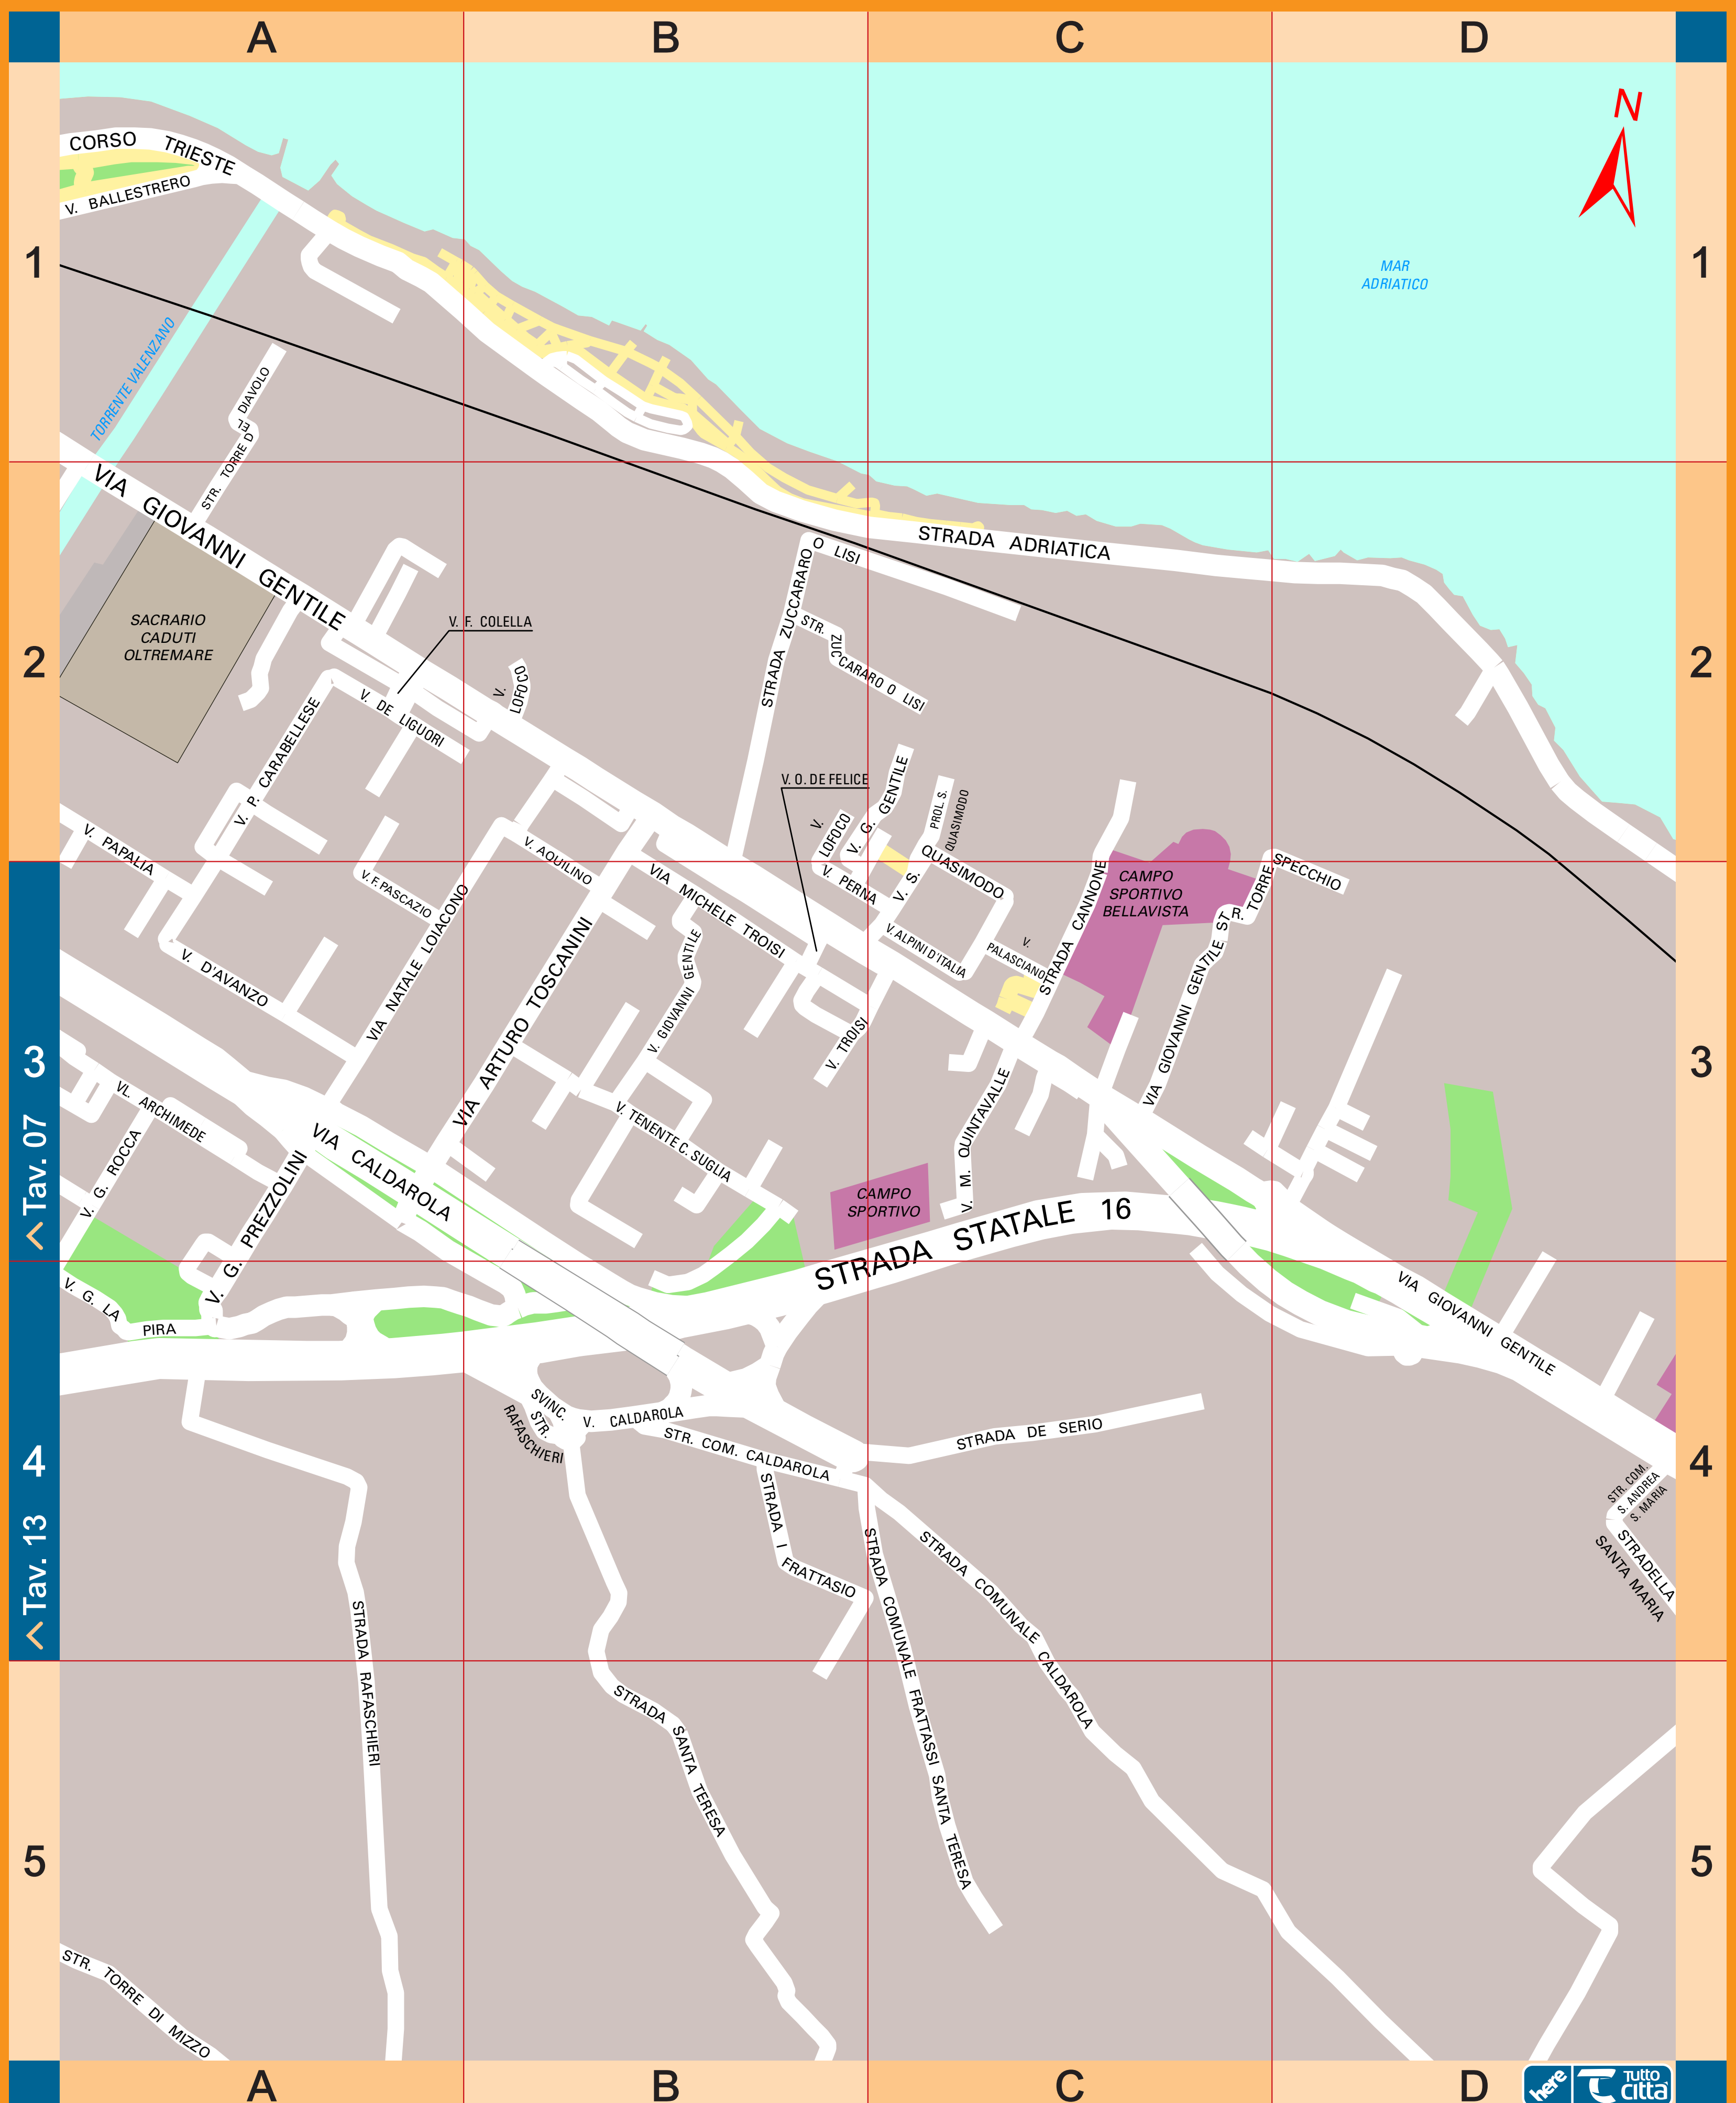 A B C D
N
CORSO TRIESTE
V. BALLESTRERO
1
1
MAR
ADRIATICO
TORRENTE VALENZANO
STR. TORRE DEL DIAVOLO
VIA GIOVANNI GENTILE
STRADA ADRIATICA
O LISI
STRADA ZUCCARARO
STR. ZUCCARARO O LISI
SACRARIO
CADUTI
OLTREMARE
V. F. COLELLA
2
2
V. LOFOCO
V. DE LIGUORI
V. P. CARABELLESE
V. O. DE FELICE
V. G. GENTILE
PROL. S.
QUASIMODO
V. LOFOCO
V. PAPALIA
V. AQUILINO
V. F. PASCAZIO
VIA MICHELE TROISI
V. PERNA
V. S. QUASIMODO
STRADA CANNONE
CAMPO
SPORTIVO
BELLAVISTA
STR. TORRE SPECCHIO
V. D'AVANZO
VIA NATALE LOIACONO
VIA ARTURO TOSCANINI
V. GIOVANNI GENTILE
V. ALPINI D'ITALIA
V. PALASCIANO
VIA GIOVANNI GENTILE
V. TROISI
3
3
Tav. 07
VL. ARCHIMEDE
V. G. ROCCA
VIA CALDAROLA
V. G. PREZZOLINI
V. TENENTE C. SUGLIA
V. M. QUINTAVALLE
CAMPO
SPORTIVO
STRADA STATALE 16
V. G. LA PIRA
VIA GIOVANNI GENTILE
SVINC.
STR.
RAFASCHIERI
V. CALDAROLA
STR. COM. CALDAROLA
STRADA DE SERIO
4
4
Tav. 13
STRADA I FRATTASIO
STR. COM.
S. ANDREA
S. MARIA
STRADELLA
SANTA MARIA
STRADA COMUNALE CALDAROLA
STRADA COMUNALE FRATTASSI SANTA TERESA
STRADA RAFASCHIERI
STRADA SANTA TERESA
5
5
STR. TORRE DI MIZZO
A B C D
here
TUTTO
CITTÀ